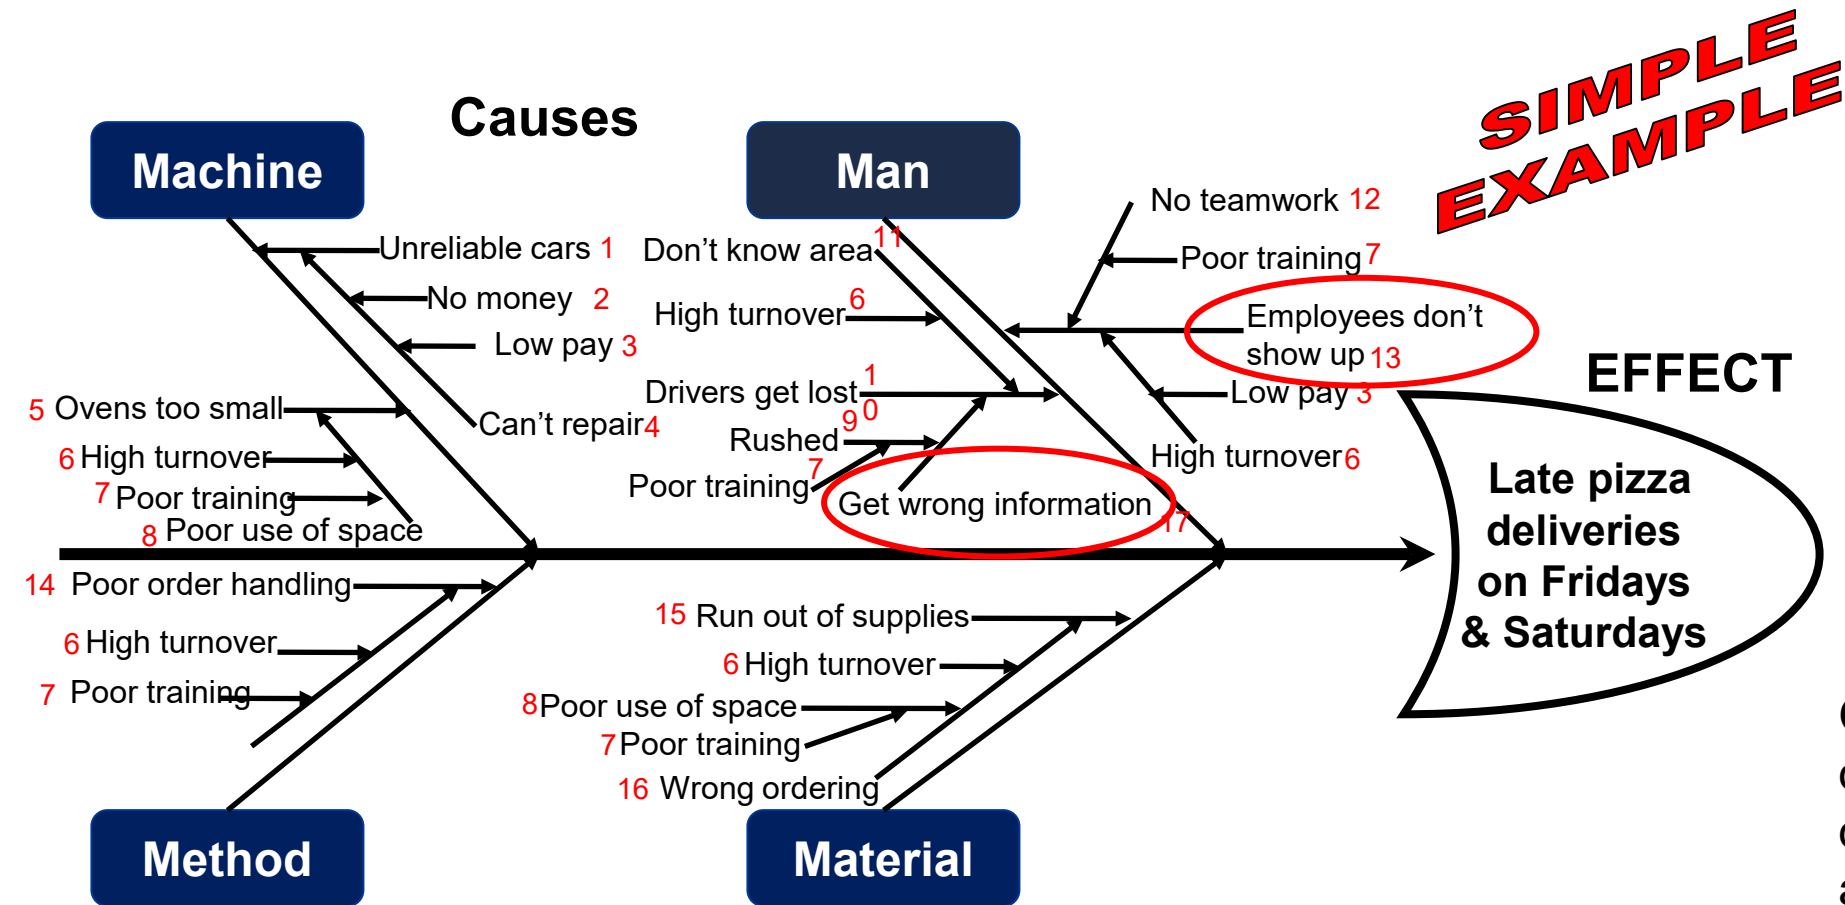 SIMPLE
EXAMPLE
Causes
Machine
Man
Unreliable cars 1
No money 2
Low pay 3
Can't repair 4
5 Ovens too small
6 High turnover
7 Poor training
8 Poor use of space
Don't know area 11
High turnover 6
Drivers get lost 10
Rushed 9
Poor training 7
Get wrong information 17
No teamwork 12
Poor training 7
Employees don't
show up 13
Low pay 3
High turnover 6
EFFECT
Late pizza
deliveries
on Fridays
& Saturdays
14 Poor order handling
6 High turnover
7 Poor training
15 Run out of supplies
6 High turnover
8 Poor use of space
7 Poor training
16 Wrong ordering
Method
Material